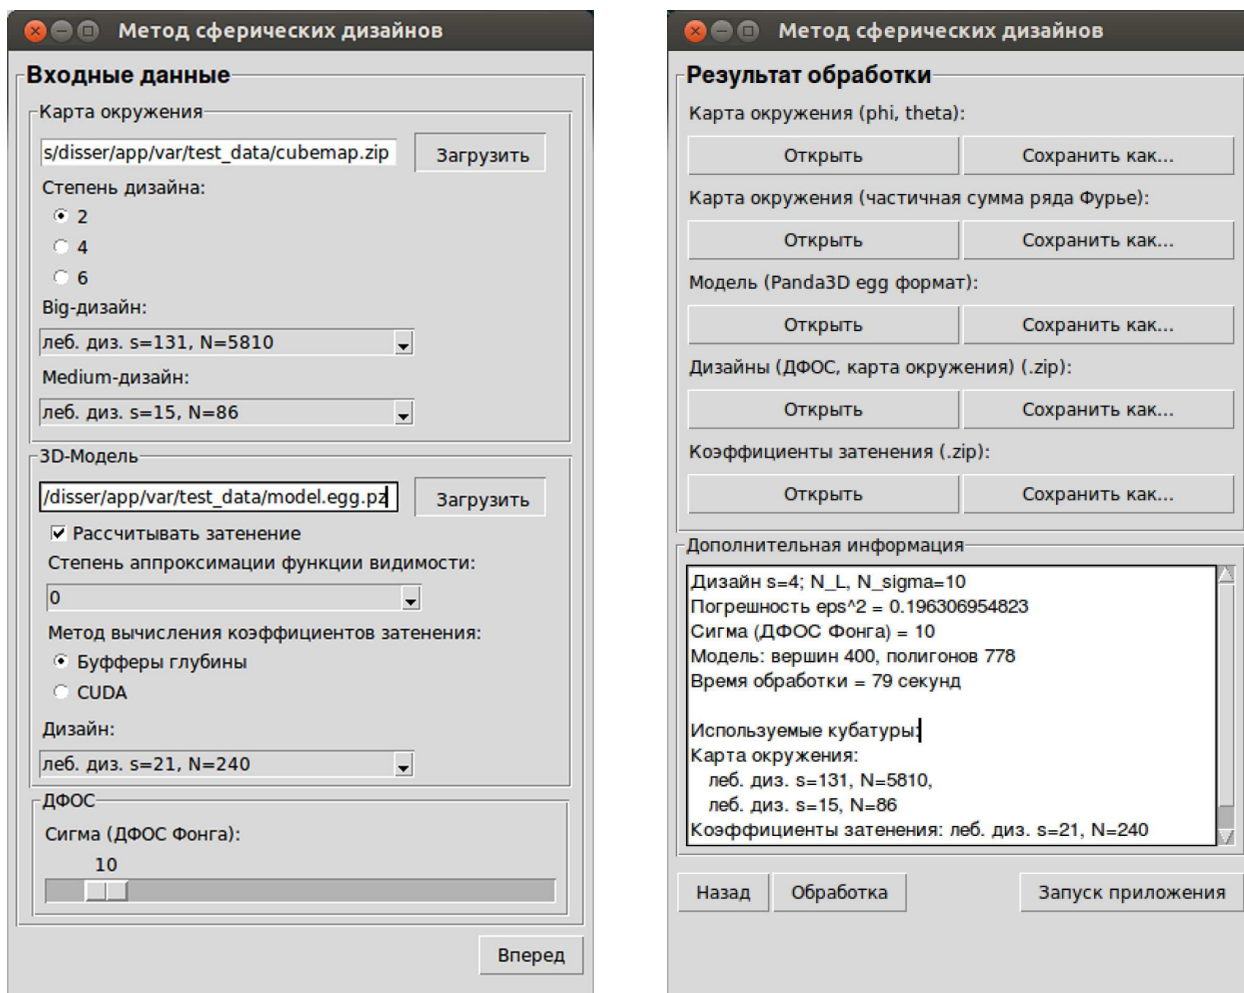 Метод сферических дизайнов
Входные данные
Карта окружения
s/disser/app/var/test_data/cubemap.zip Загрузить
Степень дизайна:
2
4
6
Big-дизайн:
леб. диз. s=131, N=5810
Medium-дизайн:
леб. диз. s=15, N=86
3D-Модель
/disser/app/var/test_data/model.egg.pz Загрузить
Рассчитывать затенение
Степень аппроксимации функции видимости:
0
Метод вычисления коэффициентов затенения:
Буфферы глубины
CUDA
Дизайн:
леб. диз. s=21, N=240
ДФОС
Сигма (ДФОС Фонга):
10
Вперед
Метод сферических дизайнов
Результат обработки
Карта окружения (phi, theta):
Открыть Сохранить как...
Карта окружения (частичная сумма ряда Фурье):
Открыть Сохранить как...
Модель (Panda3D egg формат):
Открыть Сохранить как...
Дизайны (ДФОС, карта окружения) (.zip):
Открыть Сохранить как...
Коэффициенты затенения (.zip):
Открыть Сохранить как...
Дополнительная информация
Дизайн s=4; N_L, N_sigma=10
Погрешность eps^2 = 0.196306954823
Сигма (ДФОС Фонга) = 10
Модель: вершин 400, полигонов 778
Время обработки = 79 секунд
Используемые кубатуры:
Карта окружения:
леб. диз. s=131, N=5810,
леб. диз. s=15, N=86
Коэффициенты затенения: леб. диз. s=21, N=240
Назад Обработка Запуск приложения